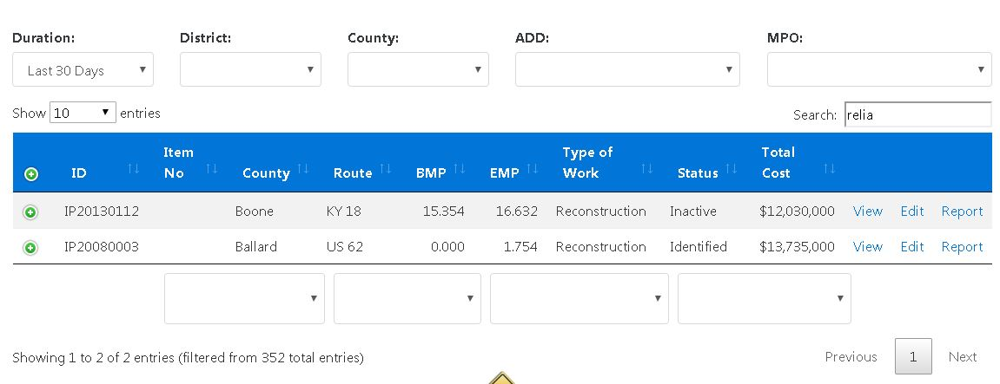 Duration: District: County: ADD: MPO:
Last 30 Days
Show 10 entries Search: relia
ID Item No County Route BMP EMP Type of Work Status Total Cost
IP20130112 Boone KY 18 15.354 16.632 Reconstruction Inactive $12,030,000 View Edit Report
IP20080003 Ballard US 62 0.000 1.754 Reconstruction Identified $13,735,000 View Edit Report
Showing 1 to 2 of 2 entries (filtered from 352 total entries) Previous 1 Next